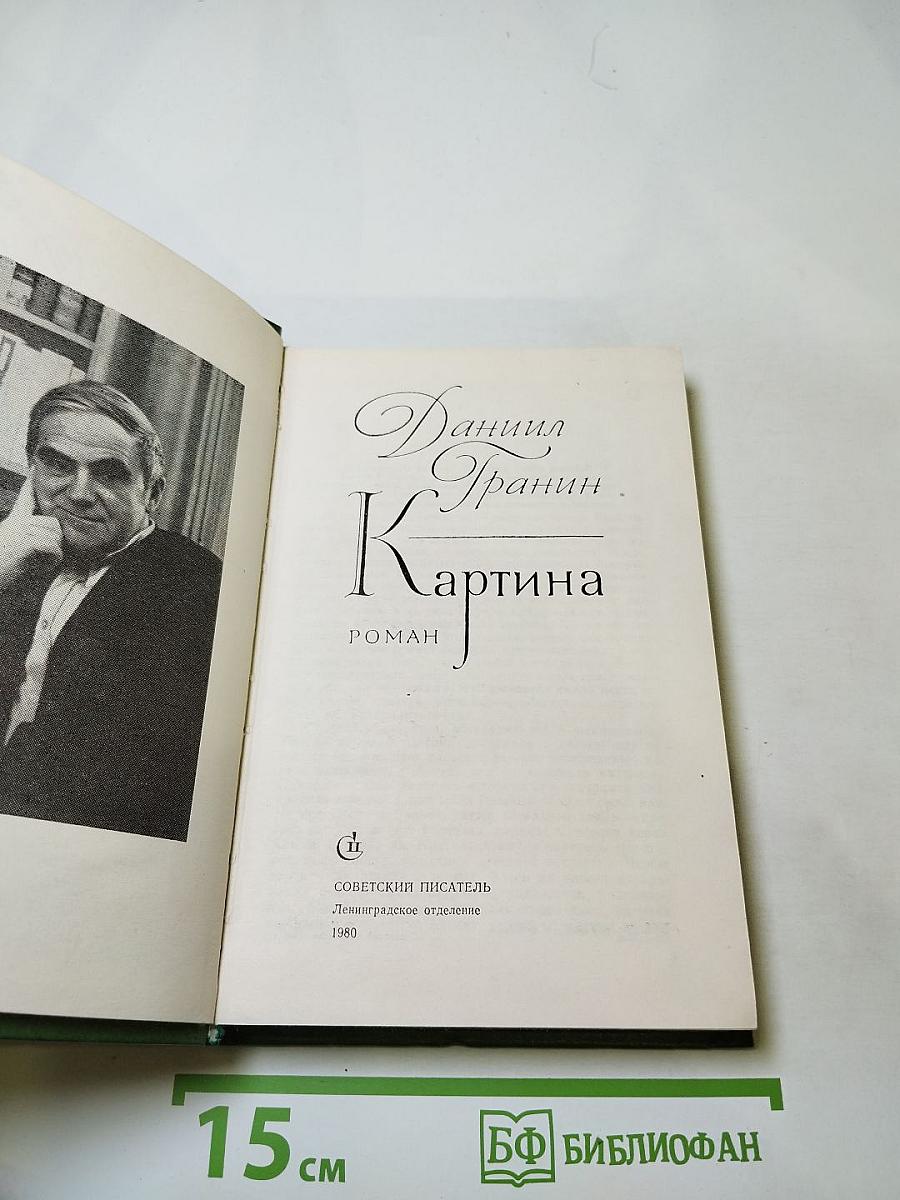 Даниил
Гранин
Картина
РОМАН
СП
СОВЕТСКИЙ ПИСАТЕЛЬ
Ленинградское отделение
1980
15 см
БФ БИБЛИОФАН